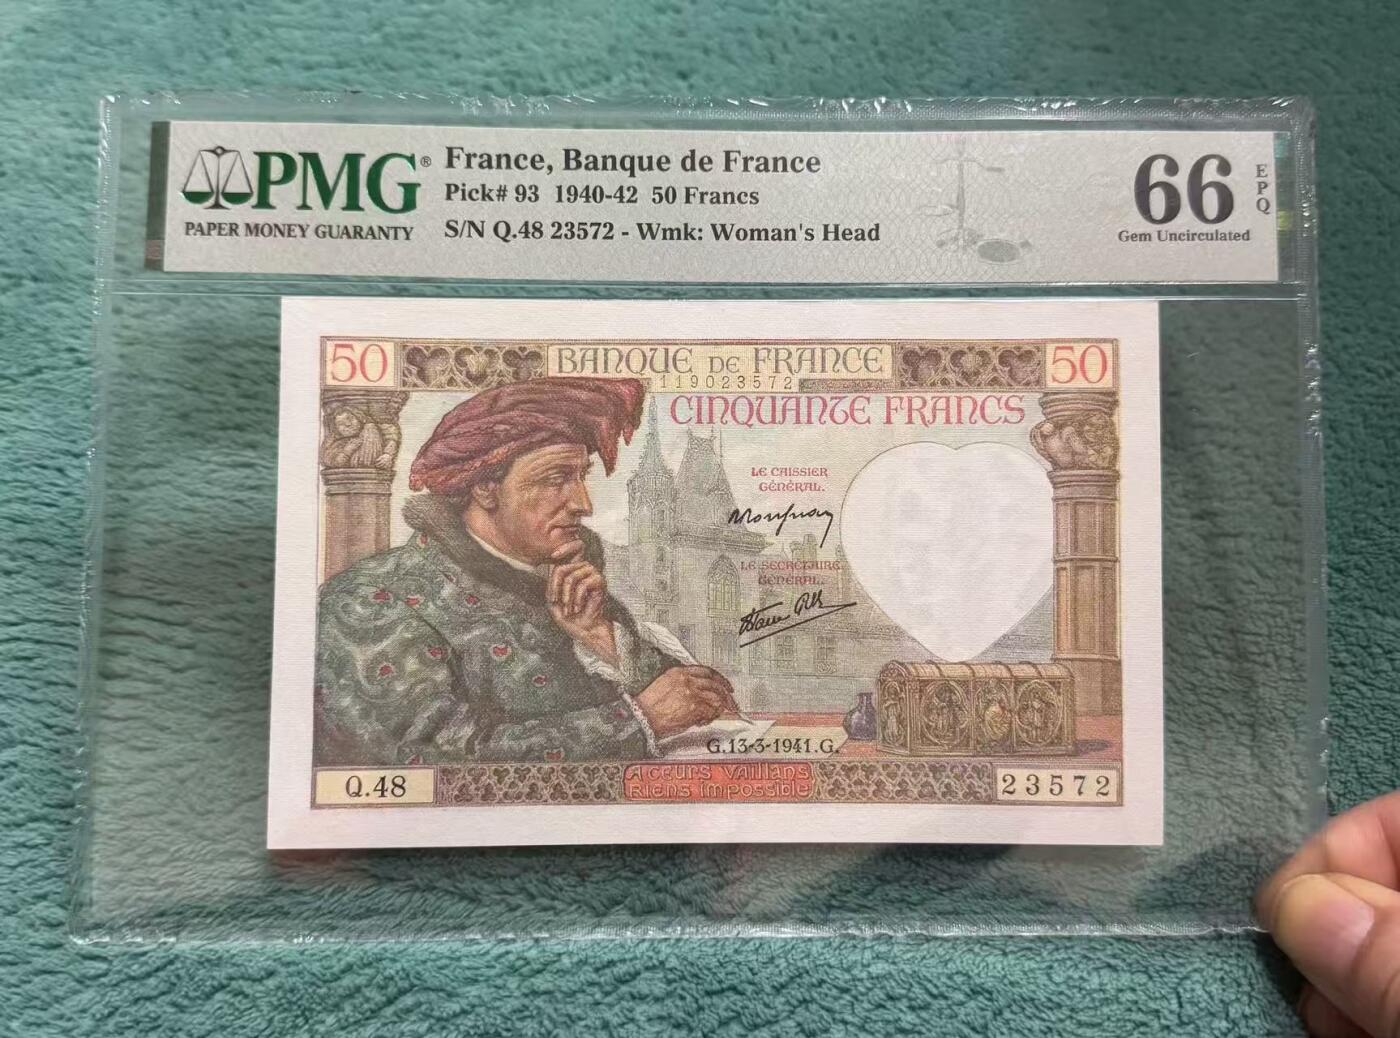 PMG®
PAPER MONEY GUARANTY
France, Banque de France
Pick# 93 1940-42 50 Francs
S/N Q.48 23572 - Wmk: Woman's Head
66
EPQ
Gem Uncirculated
50
BANQUE DE FRANCE
50
119023572
CINQUANTE FRANCS
LE CAISSIER
GÉNÉRAL.
LE SECRÉTAIRE
GÉNÉRAL.
G.13-3-1941.G.
Q.48
A CŒURS VAILLANS
RIENS IMPOSSIBLE
23572